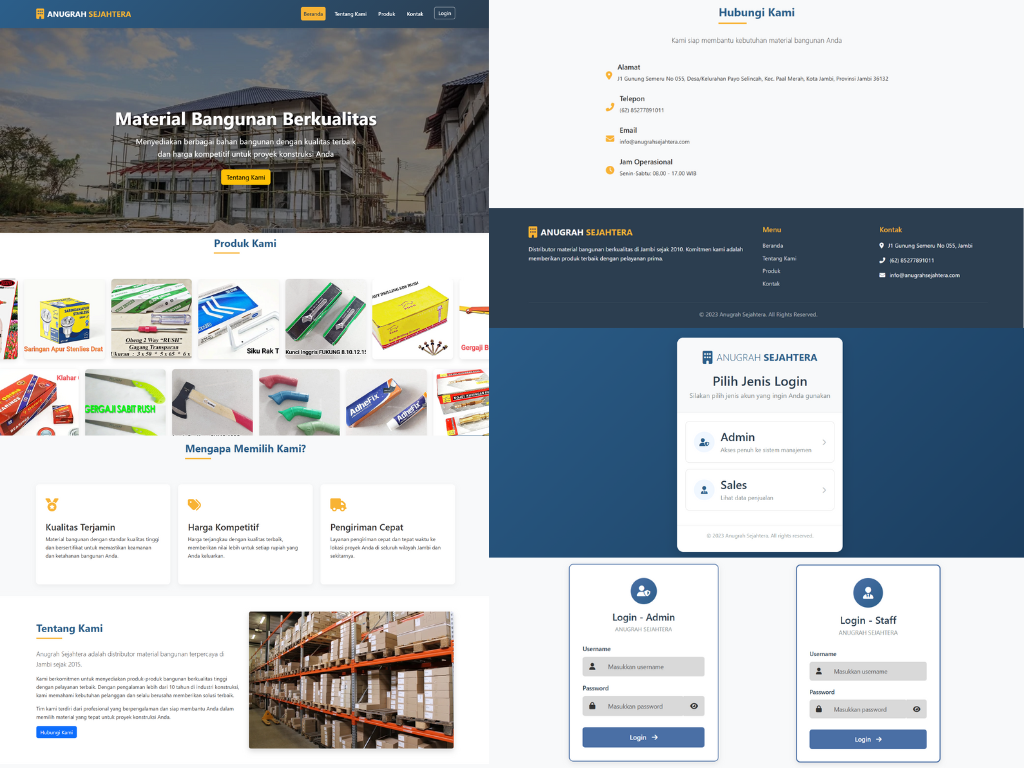 ANUGRAH SEJAHTERA
Beranda Tentang Kami Produk Kontak Login
Material Bangunan Berkualitas
Menyediakan berbagai bahan bangunan dengan kualitas terbaik
dan harga kompetitif untuk proyek konstruksi Anda
Tentang Kami
Produk Kami
Saringan Apur Stenlies Drat
Obeng 2 Way "RUSH"
Gagang Transparan
Ukuran : 3 x 50 * 5 x 65 * 6 x
Siku Rak T
Kunci Inggris FUKUNG 8.10.12.1
Gergaji B
Klahar
GERGAJI SABIT RUSH
AdheFix
AdheFix
Mengapa Memilih Kami?
Kualitas Terjamin
Material bangunan dengan standar kualitas tinggi
dan bersertifikat untuk memastikan keamanan
dan ketahanan bangunan Anda.
Harga Kompetitif
Harga terjangkau dengan kualitas terbaik,
memberikan nilai lebih untuk setiap rupiah yang
Anda keluarkan.
Pengiriman Cepat
Layanan pengiriman cepat dan tepat waktu ke
lokasi proyek Anda di seluruh wilayah Jambi dan
sekitarnya.
Tentang Kami
Anugrah Sejahtera adalah distributor material bangunan terpercaya di
Jambi sejak 2015.
Kami berkomitmen untuk menyediakan produk-produk bangunan berkualitas tinggi
dengan pelayanan terbaik. Dengan pengalaman lebih dari 10 tahun di industri konstruksi,
kami memahami kebutuhan pelanggan dan selalu berusaha memberikan solusi terbaik.
Tim kami terdiri dari profesional yang berpengalaman dan siap membantu Anda dalam
memilih material yang tepat untuk proyek konstruksi Anda.
Hubungi Kami
Hubungi Kami
Kami siap membantu kebutuhan material bangunan Anda
Alamat
Jl Gunung Semeru No 055, Desa/Kelurahan Payo Selincah, Kec. Paal Merah, Kota Jambi, Provinsi Jambi 36132
Telepon
(62) 85277891011
Email
info@anugrahsejahtera.com
Jam Operasional
Senin-Sabtu: 08.00 - 17.00 WIB
ANUGRAH SEJAHTERA
Distributor material bangunan berkualitas di Jambi sejak 2010. Komitmen kami adalah
memberikan produk terbaik dengan pelayanan prima.
Menu
Beranda
Tentang Kami
Produk
Kontak
Kontak
Jl Gunung Semeru No 055, Jambi
(62) 85277891011
info@anugrahsejahtera.com
© 2023 Anugrah Sejahtera. All Rights Reserved.
ANUGRAH SEJAHTERA
Pilih Jenis Login
Silakan pilih jenis akun yang ingin Anda gunakan
Admin
Akses penuh ke sistem manajemen
Sales
Lihat data penjualan
© 2023 Anugrah Sejahtera. All rights reserved.
Login - Admin
ANUGRAH SEJAHTERA
Username
Masukkan username
Password
Masukkan password
Login
Login - Staff
ANUGRAH SEJAHTERA
Username
Masukkan username
Password
Masukkan password
Login